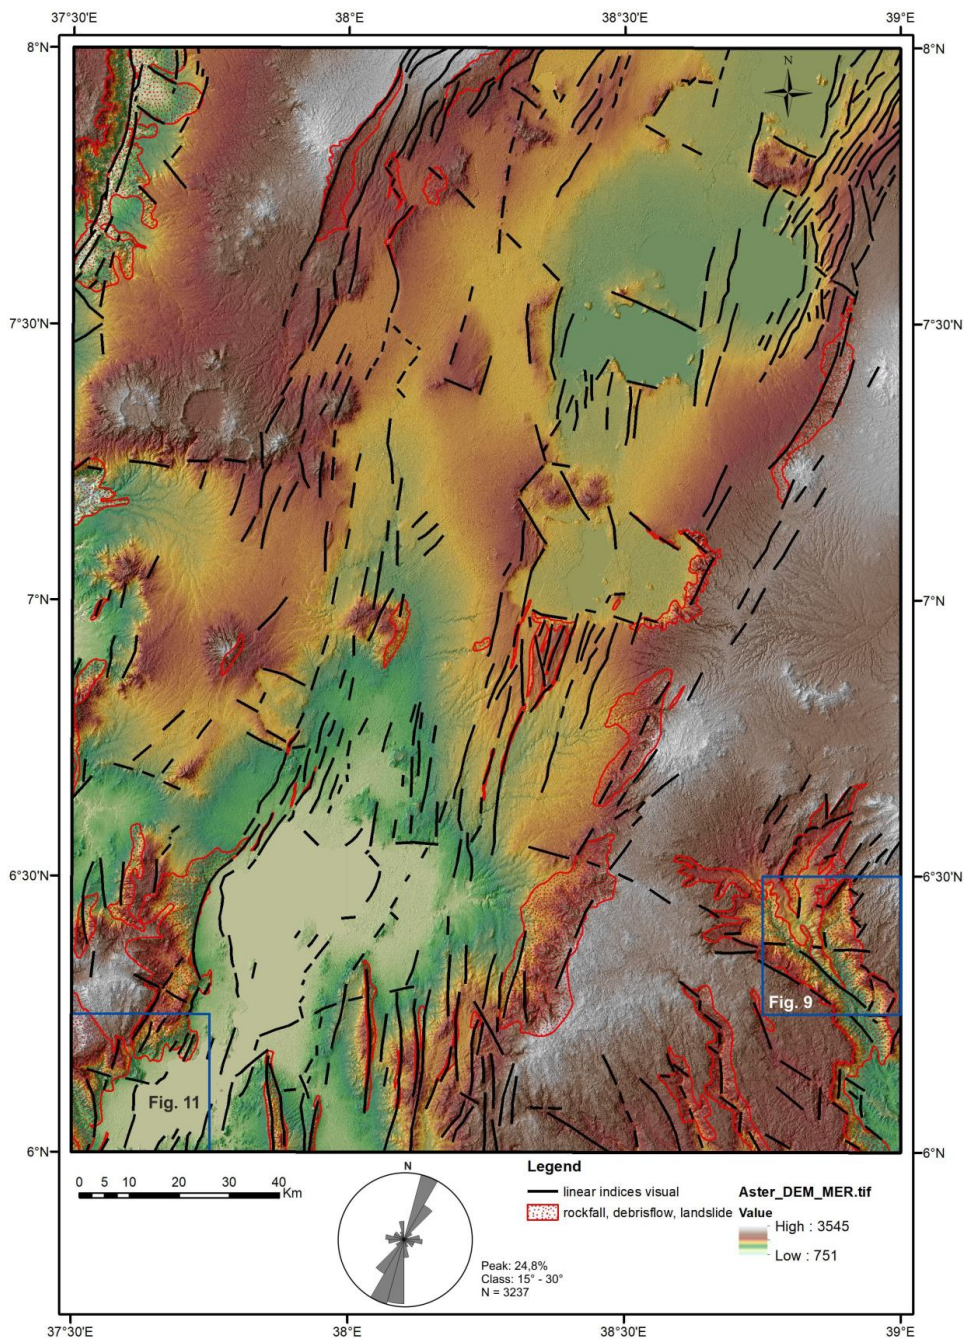 37°30'E 38°E 38°30'E 39°E
8°N 8°N
N
7°30'N 7°30'N
7°N 7°N
6°30'N 6°30'N
Fig. 9
Fig. 11
6°N 6°N
Legend
0 5 10 20 30 40 Km
N
linear indices visual
rockfall, debrisflow, landslide
Aster_DEM_MER.tif
Value
High : 3545
Low : 751
Peak: 24,8%
Class: 15° - 30°
N = 3237
37°30'E 38°E 38°30'E 39°E